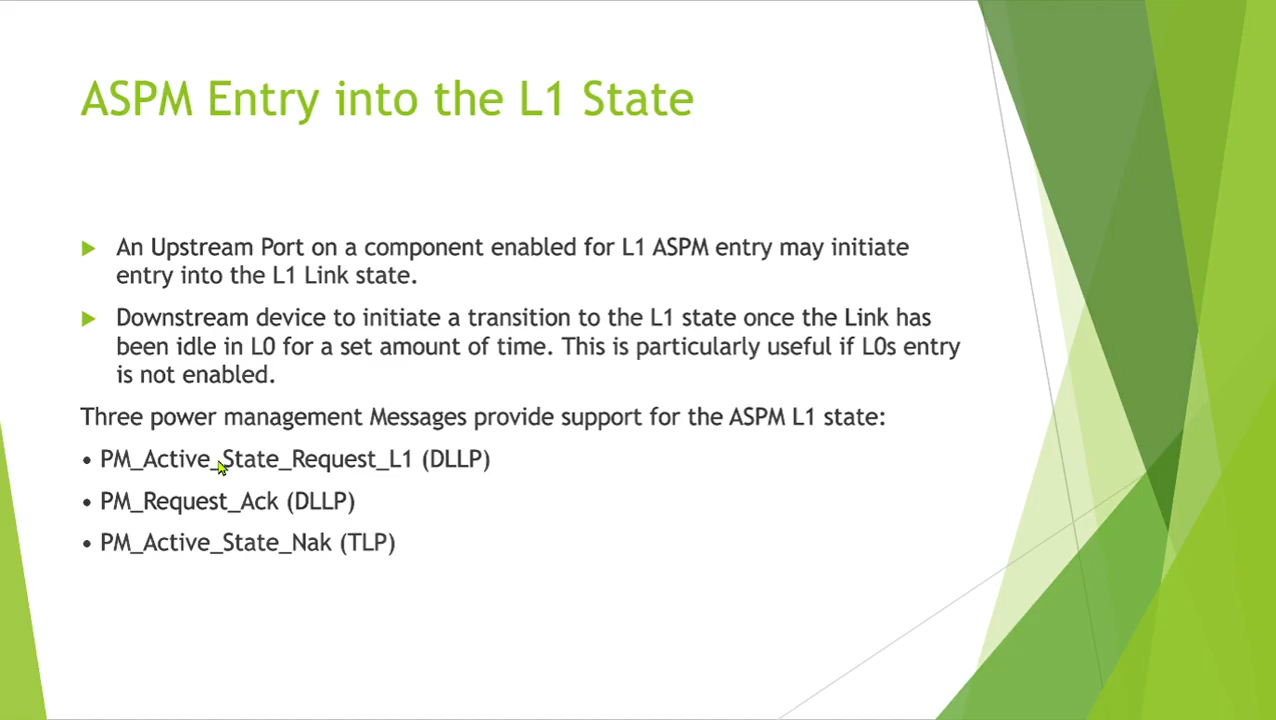 ASPM Entry into the L1 State
An Upstream Port on a component enabled for L1 ASPM entry may initiate
entry into the L1 Link state.
Downstream device to initiate a transition to the L1 state once the Link has
been idle in L0 for a set amount of time. This is particularly useful if L0s entry
is not enabled.
Three power management Messages provide support for the ASPM L1 state:
• PM_Active_State_Request_L1 (DLLP)
• PM_Request_Ack (DLLP)
• PM_Active_State_Nak (TLP)